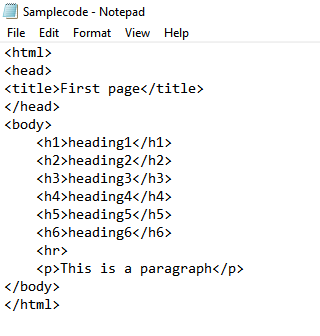 Samplecode - Notepad
File Edit Format View Help
<html>
<head>
<title>First page</title>
</head>
<body>
    <h1>heading1</h1>
    <h2>heading2</h2>
    <h3>heading3</h3>
    <h4>heading4</h4>
    <h5>heading5</h5>
    <h6>heading6</h6>
    <hr>
    <p>This is a paragraph</p>
</body>
</html>